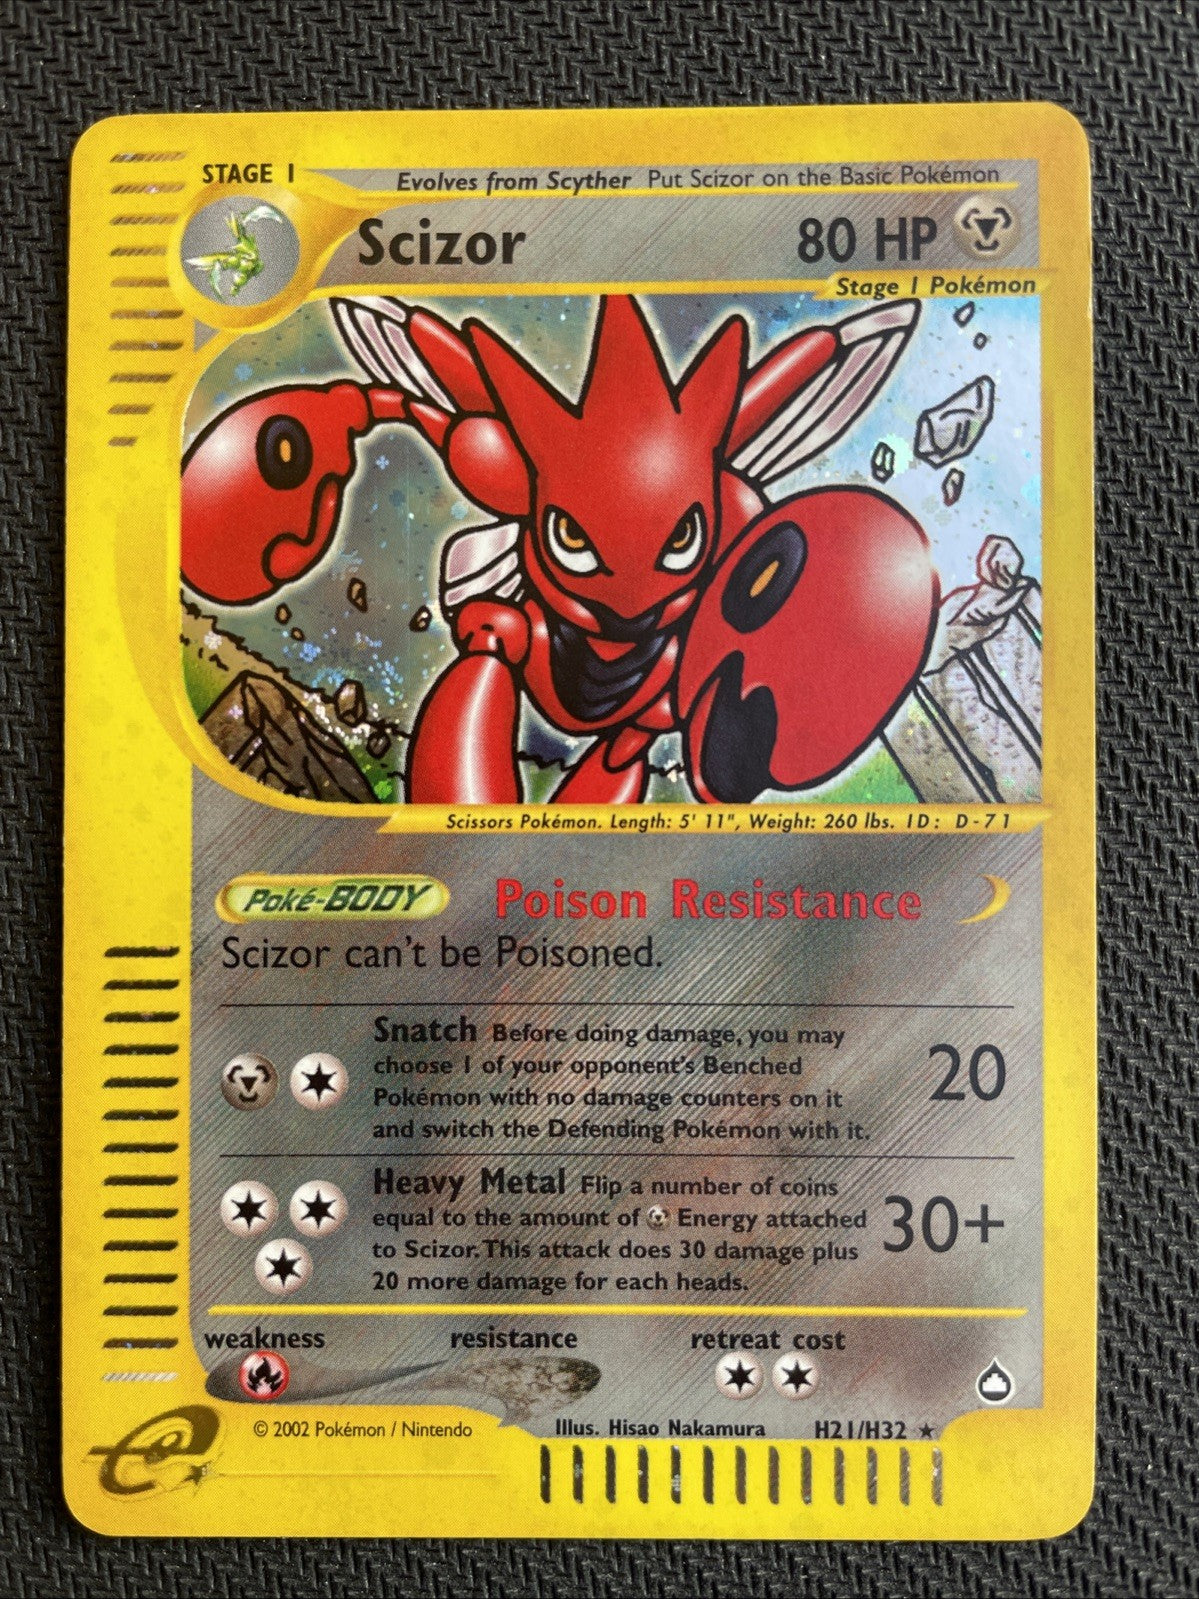 STAGE 1
Evolves from Scyther Put Scizor on the Basic Pokémon
Scizor 80 HP
Stage 1 Pokémon
Scissors Pokémon. Length: 5' 11", Weight: 260 lbs. ID: D-71
Poké-BODY Poison Resistance
Scizor can't be Poisoned.
Snatch Before doing damage, you may
choose 1 of your opponent's Benched
Pokémon with no damage counters on it
and switch the Defending Pokémon with it.
20
Heavy Metal Flip a number of coins
equal to the amount of Energy attached
to Scizor. This attack does 30 damage plus
20 more damage for each heads.
30+
weakness resistance retreat cost
© 2002 Pokémon / Nintendo Illus. Hisao Nakamura H21/H32 ★
e